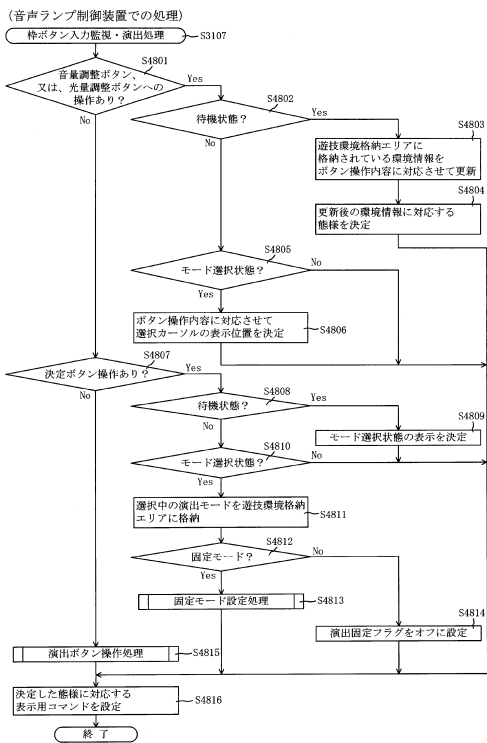 （音声ランプ制御装置での処理）
枠ボタン入力監視・演出処理
S3107
S4801
音量調整ボタン、
又は、光量調整ボタンへの
操作あり？
Yes
No
S4802
待機状態？
Yes
No
S4803
遊技環境格納エリアに
格納されている環境情報を
ボタン操作内容に対応させて更新
S4804
更新後の環境情報に対応する
態様を決定
S4805
モード選択状態？
No
Yes
ボタン操作内容に対応させて
選択カーソルの表示位置を決定
S4806
S4807
決定ボタン操作あり？
Yes
No
S4808
待機状態？
Yes
No
S4809
モード選択状態の表示を決定
S4810
モード選択状態？
No
Yes
選択中の演出モードを遊技環境格納
エリアに格納
S4811
S4812
固定モード？
No
Yes
固定モード設定処理
S4813
S4814
演出固定フラグをオフに設定
演出ボタン操作処理
S4815
決定した態様に対応する
表示用コマンドを設定
S4816
終了